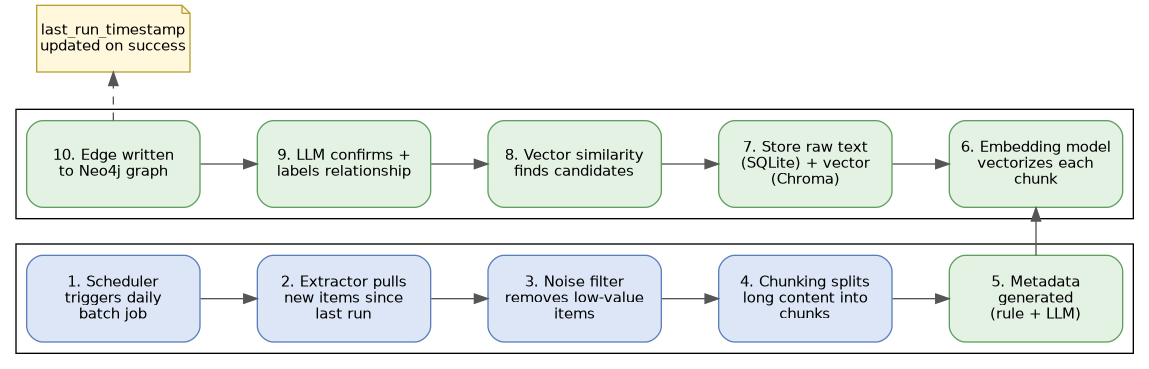 last_run_timestamp
updated on success
10. Edge written
to Neo4j graph
9. LLM confirms +
labels relationship
8. Vector similarity
finds candidates
7. Store raw text
(SQLite) + vector
(Chroma)
6. Embedding model
vectorizes each
chunk
1. Scheduler
triggers daily
batch job
2. Extractor pulls
new items since
last run
3. Noise filter
removes low-value
items
4. Chunking splits
long content into
chunks
5. Metadata
generated
(rule + LLM)